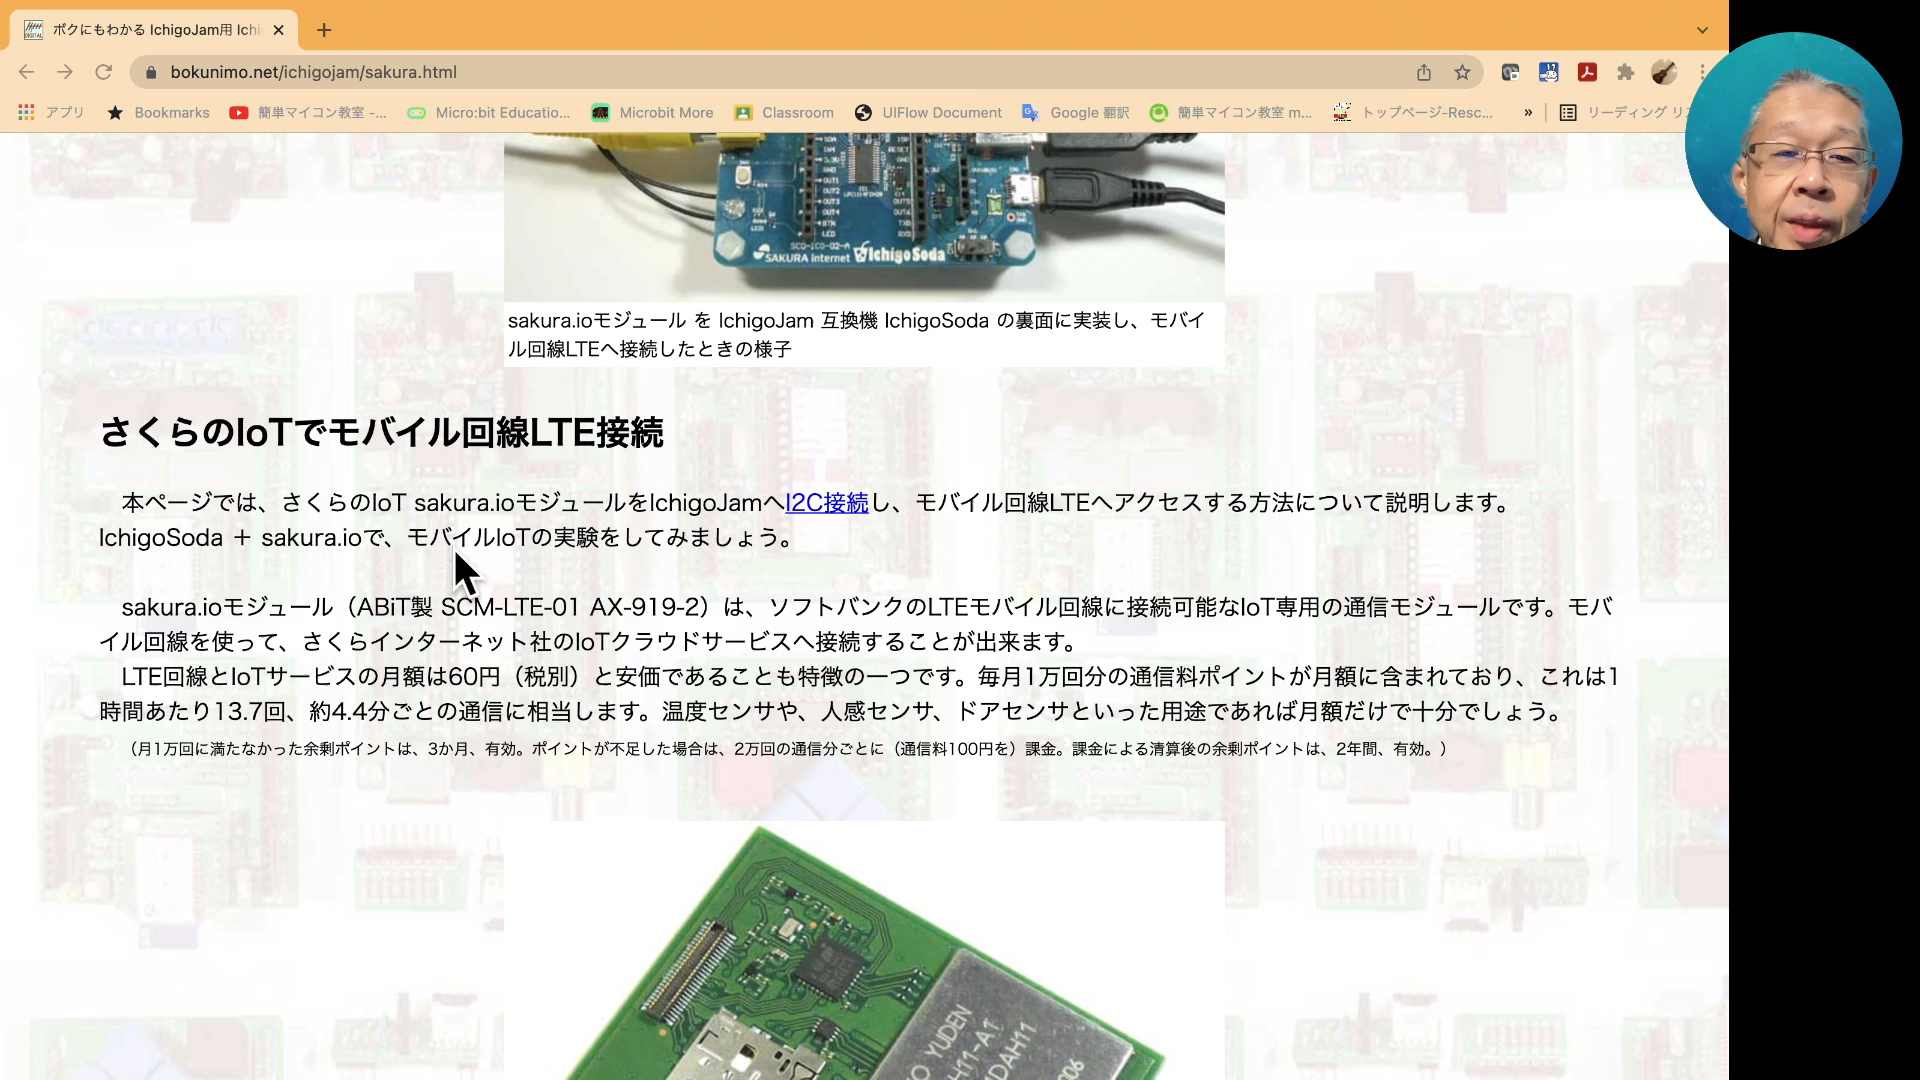 ボクにもわかる IchigoJam用 Ichi
bokunimo.net/ichigojam/sakura.html
アプリ Bookmarks 簡単マイコン教室 -... Micro:bit Educatio... Microbit More Classroom UIFlow Document Google 翻訳 簡単マイコン教室 m... トップページ-Resc... » リーディング リ
SCO-ICO-02-A
SAKURA internet IchigoSoda
sakura.ioモジュール を IchigoJam 互換機 IchigoSoda の裏面に実装し、モバイ
ル回線LTEへ接続したときの様子
さくらのIoTでモバイル回線LTE接続
本ページでは、さくらのIoT sakura.ioモジュールをIchigoJamへI2C接続し、モバイル回線LTEへアクセスする方法について説明します。
IchigoSoda ＋ sakura.ioで、モバイルIoTの実験をしてみましょう。
sakura.ioモジュール（ABiT製 SCM-LTE-01 AX-919-2）は、ソフトバンクのLTEモバイル回線に接続可能なIoT専用の通信モジュールです。モバ
イル回線を使って、さくらインターネット社のIoTクラウドサービスへ接続することが出来ます。
LTE回線とIoTサービスの月額は60円（税別）と安価であることも特徴の一つです。毎月1万回分の通信料ポイントが月額に含まれており、これは1
時間あたり13.7回、約4.4分ごとの通信に相当します。温度センサや、人感センサ、ドアセンサといった用途であれば月額だけで十分でしょう。
（月1万回に満たなかった余剰ポイントは、3か月、有効。ポイントが不足した場合は、2万回の通信分ごとに（通信料100円を）課金。課金による清算後の余剰ポイントは、2年間、有効。）
YUDEN